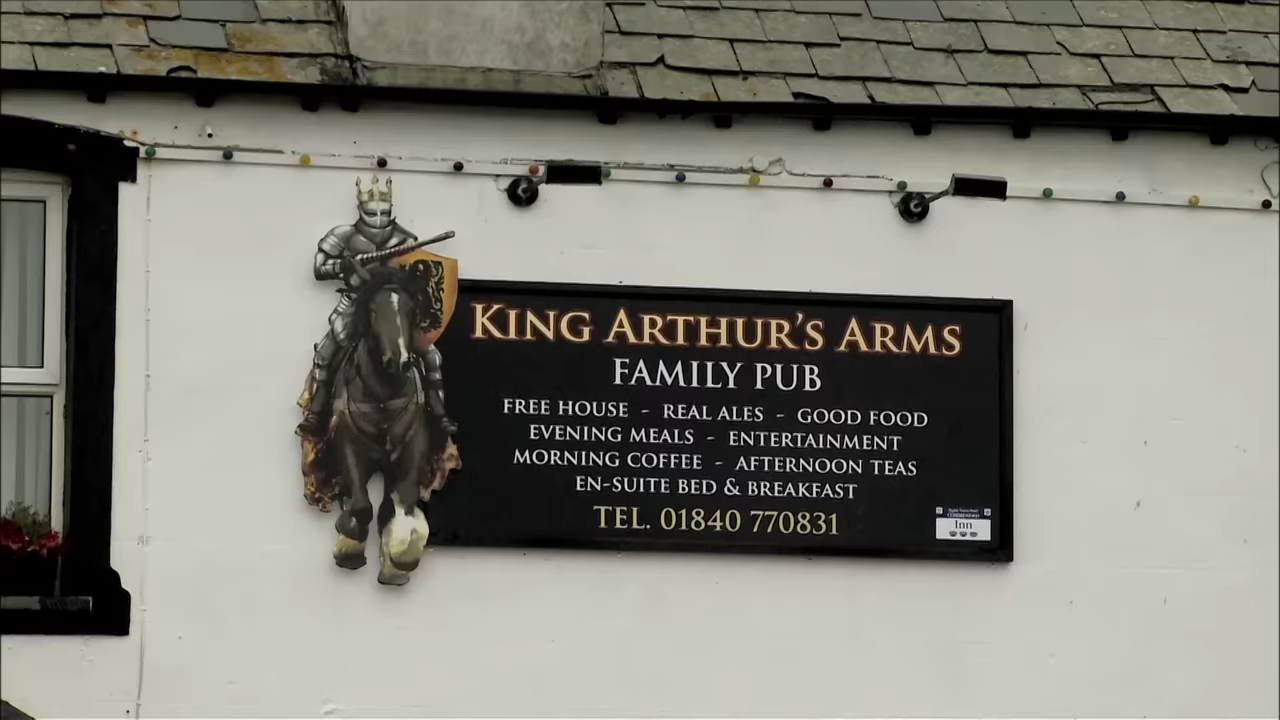 KING ARTHUR'S ARMS
FAMILY PUB
FREE HOUSE - REAL ALES - GOOD FOOD
EVENING MEALS - ENTERTAINMENT
MORNING COFFEE - AFTERNOON TEAS
EN-SUITE BED & BREAKFAST
TEL. 01840 770831
Inn